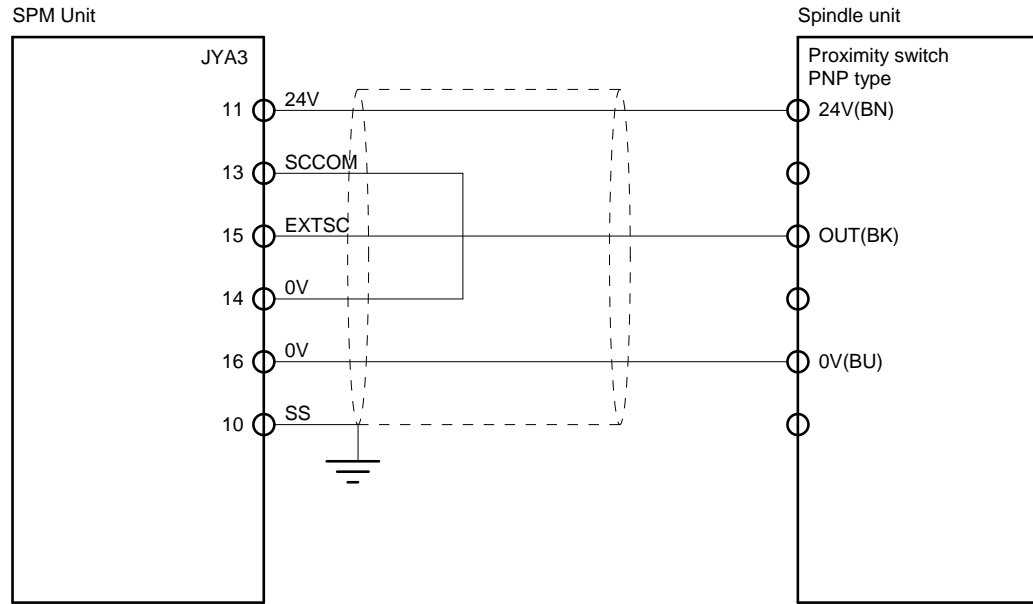 SPM Unit
Spindle unit
JYA3
Proximity switch
PNP type
11
24V
24V(BN)
13
SCCOM
15
EXTSC
OUT(BK)
14
0V
16
0V
0V(BU)
10
SS